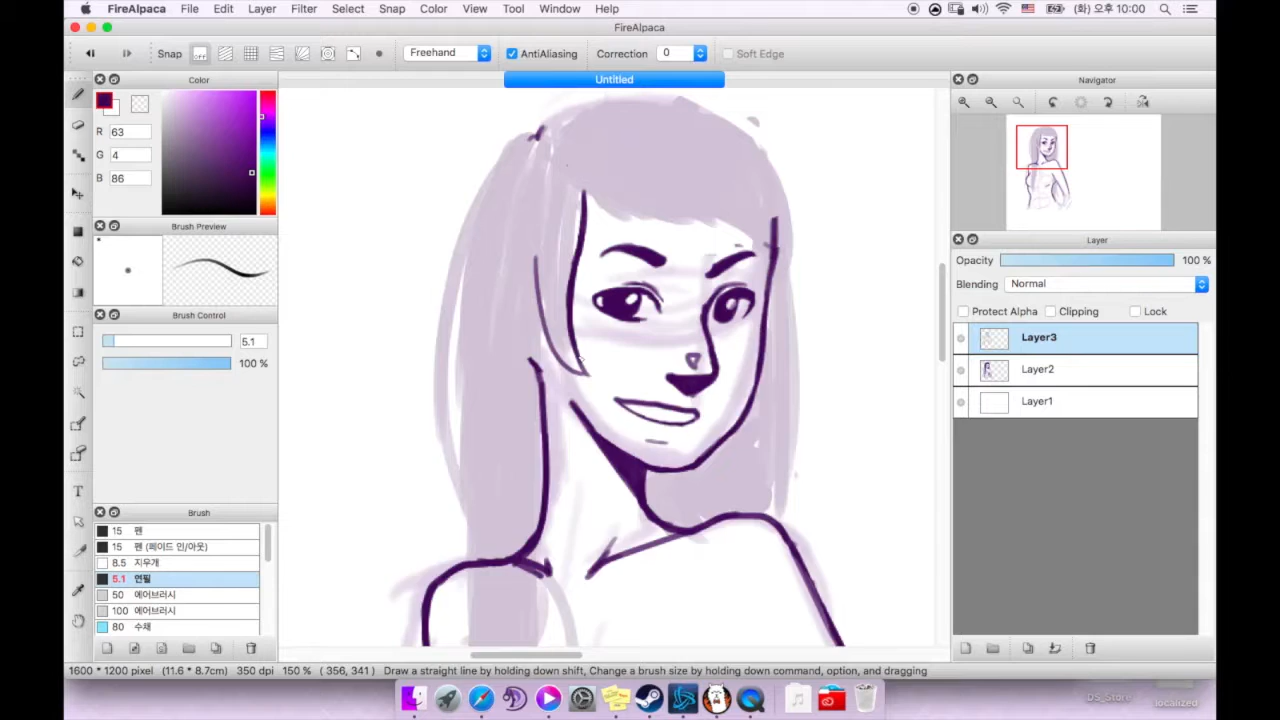 FireAlpaca File Edit Layer Filter Select Snap Color View Tool Window Help (화) 오후 10:00
FireAlpaca
Snap off Freehand AntiAliasing Correction 0 Soft Edge
Color
Untitled
Navigator
R 63
G 4
B 86
Brush Preview
Layer
Opacity 100 %
Blending Normal
Protect Alpha Clipping Lock
Brush Control
5.1
100 %
Layer3
Layer2
Layer1
Brush
15 펜
15 펜 (페이드 인/아웃)
8.5 지우개
5.1 연필
50 에어브러시
100 에어브러시
80 수채
1600 * 1200 pixel (11.6 * 8.7cm) 350 dpi 150 % ( 356, 341 ) Draw a straight line by holding down shift, Change a brush size by holding down command, option, and dragging
DS_Store
localized